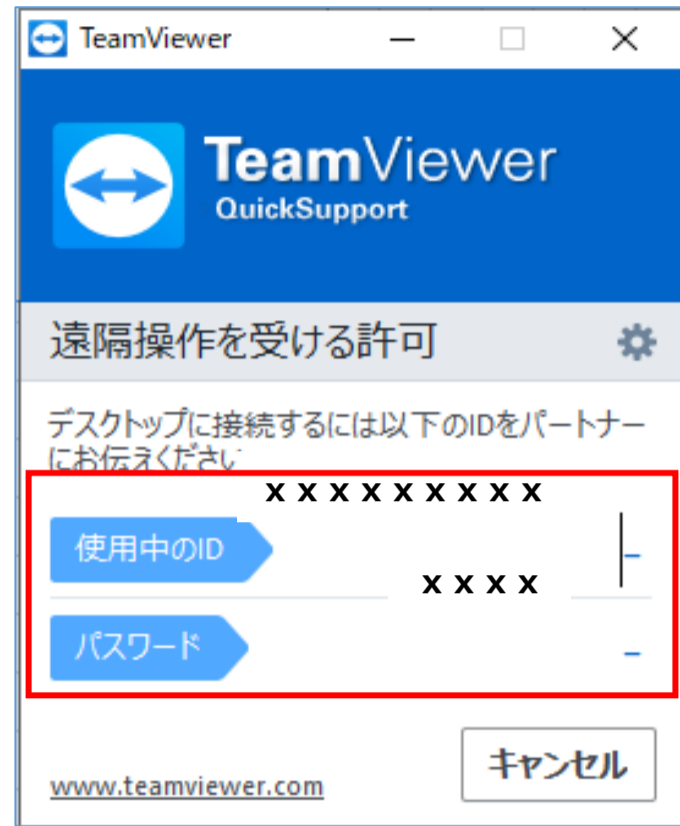 TeamViewer
TeamViewer
QuickSupport
遠隔操作を受ける許可
デスクトップに接続するには以下のIDをパートナー
にお伝えください
x x x x x x x x x
使用中のID
–
x x x x
パスワード
–
キャンセル
www.teamviewer.com